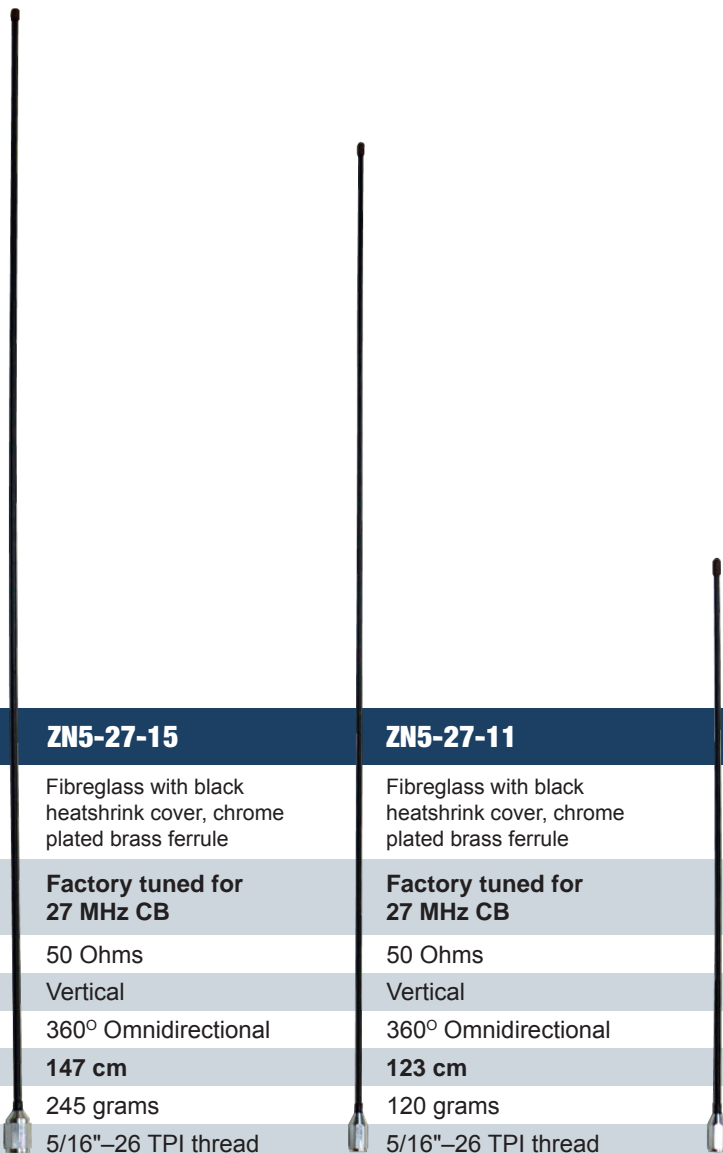 ZN5-27-15
ZN5-27-11
Fibreglass with black
heatshrink cover, chrome
plated brass ferrule
Fibreglass with black
heatshrink cover, chrome
plated brass ferrule
Factory tuned for
27 MHz CB
Factory tuned for
27 MHz CB
50 Ohms
50 Ohms
Vertical
Vertical
360° Omnidirectional
360° Omnidirectional
147 cm
123 cm
245 grams
120 grams
5/16"–26 TPI thread
5/16"–26 TPI thread